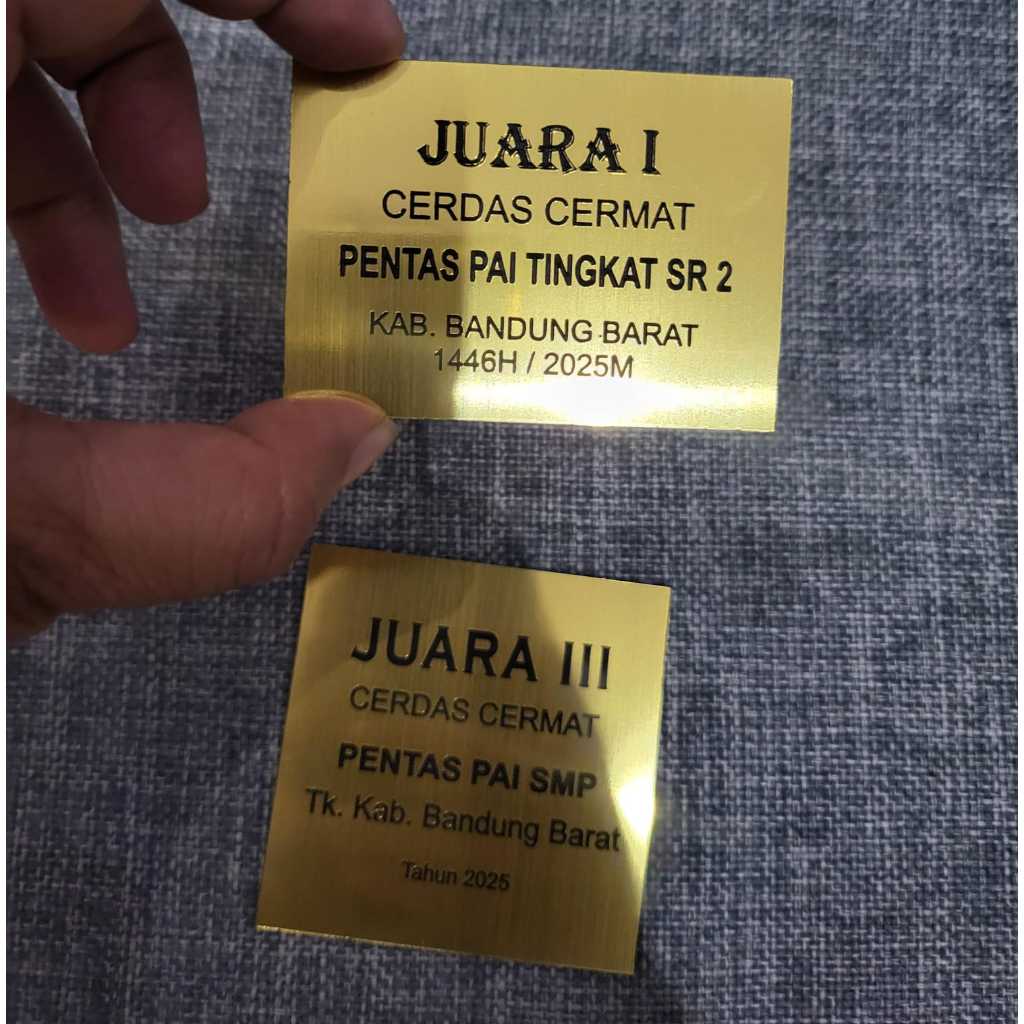 JUARA I
CERDAS CERMAT
PENTAS PAI TINGKAT SR 2
KAB. BANDUNG BARAT
1446H / 2025M
JUARA III
CERDAS CERMAT
PENTAS PAI SMP
Tk. Kab. Bandung Barat
Tahun 2025